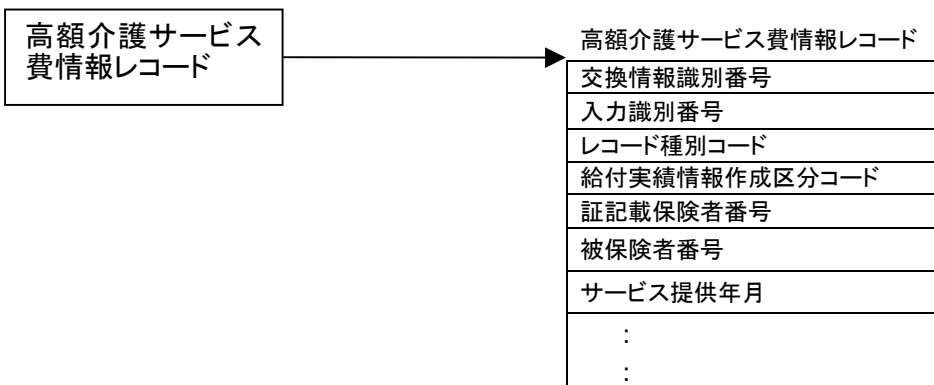 高額介護サービス
費情報レコード
高額介護サービス費情報レコード
交換情報識別番号
入力識別番号
レコード種別コード
給付実績情報作成区分コード
証記載保険者番号
被保険者番号
サービス提供年月
:
: